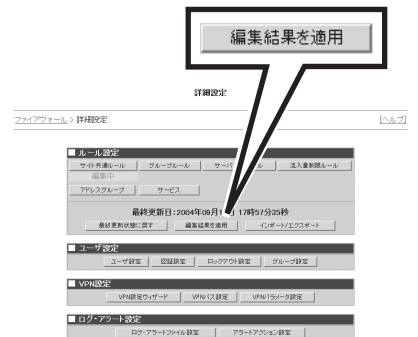 編集結果を適用
詳細設定
ファイアウォール > 詳細設定
[ヘルプ]
■ ルール設定
サイト共通ルール グループルール 流入量制限ルール
編集中
アドレスグループ サービス
最終更新日:2004年09月1 17時57分35秒
最終更新状態に戻す 編集結果を適用 インポート/エクスポート
■ ユーザ設定
ユーザ設定 認証設定 ロックアウト設定 グループ設定
■ VPN設定
VPN設定ウィザード VPNパス設定 VPNパラメータ設定
■ ログ・アラート設定
ログ・アラートファイル設定 アラートアクション設定